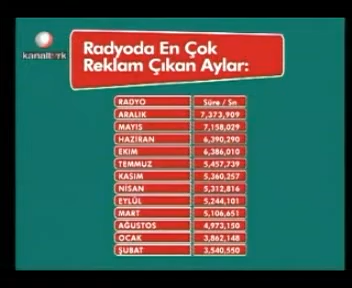 kanaltürk
Radyoda En Çok
Reklam Çıkan Aylar:
RADYO Süre / Sn
ARALIK 7,373,909
MAYIS 7,158,029
HAZİRAN 6,390,290
EKİM 6,386,010
TEMMUZ 5,457,739
KASIM 5,360,257
NİSAN 5,312,816
EYLÜL 5,244,101
MART 5,106,651
AĞUSTOS 4,973,150
OCAK 3,862,148
ŞUBAT 3,540,550